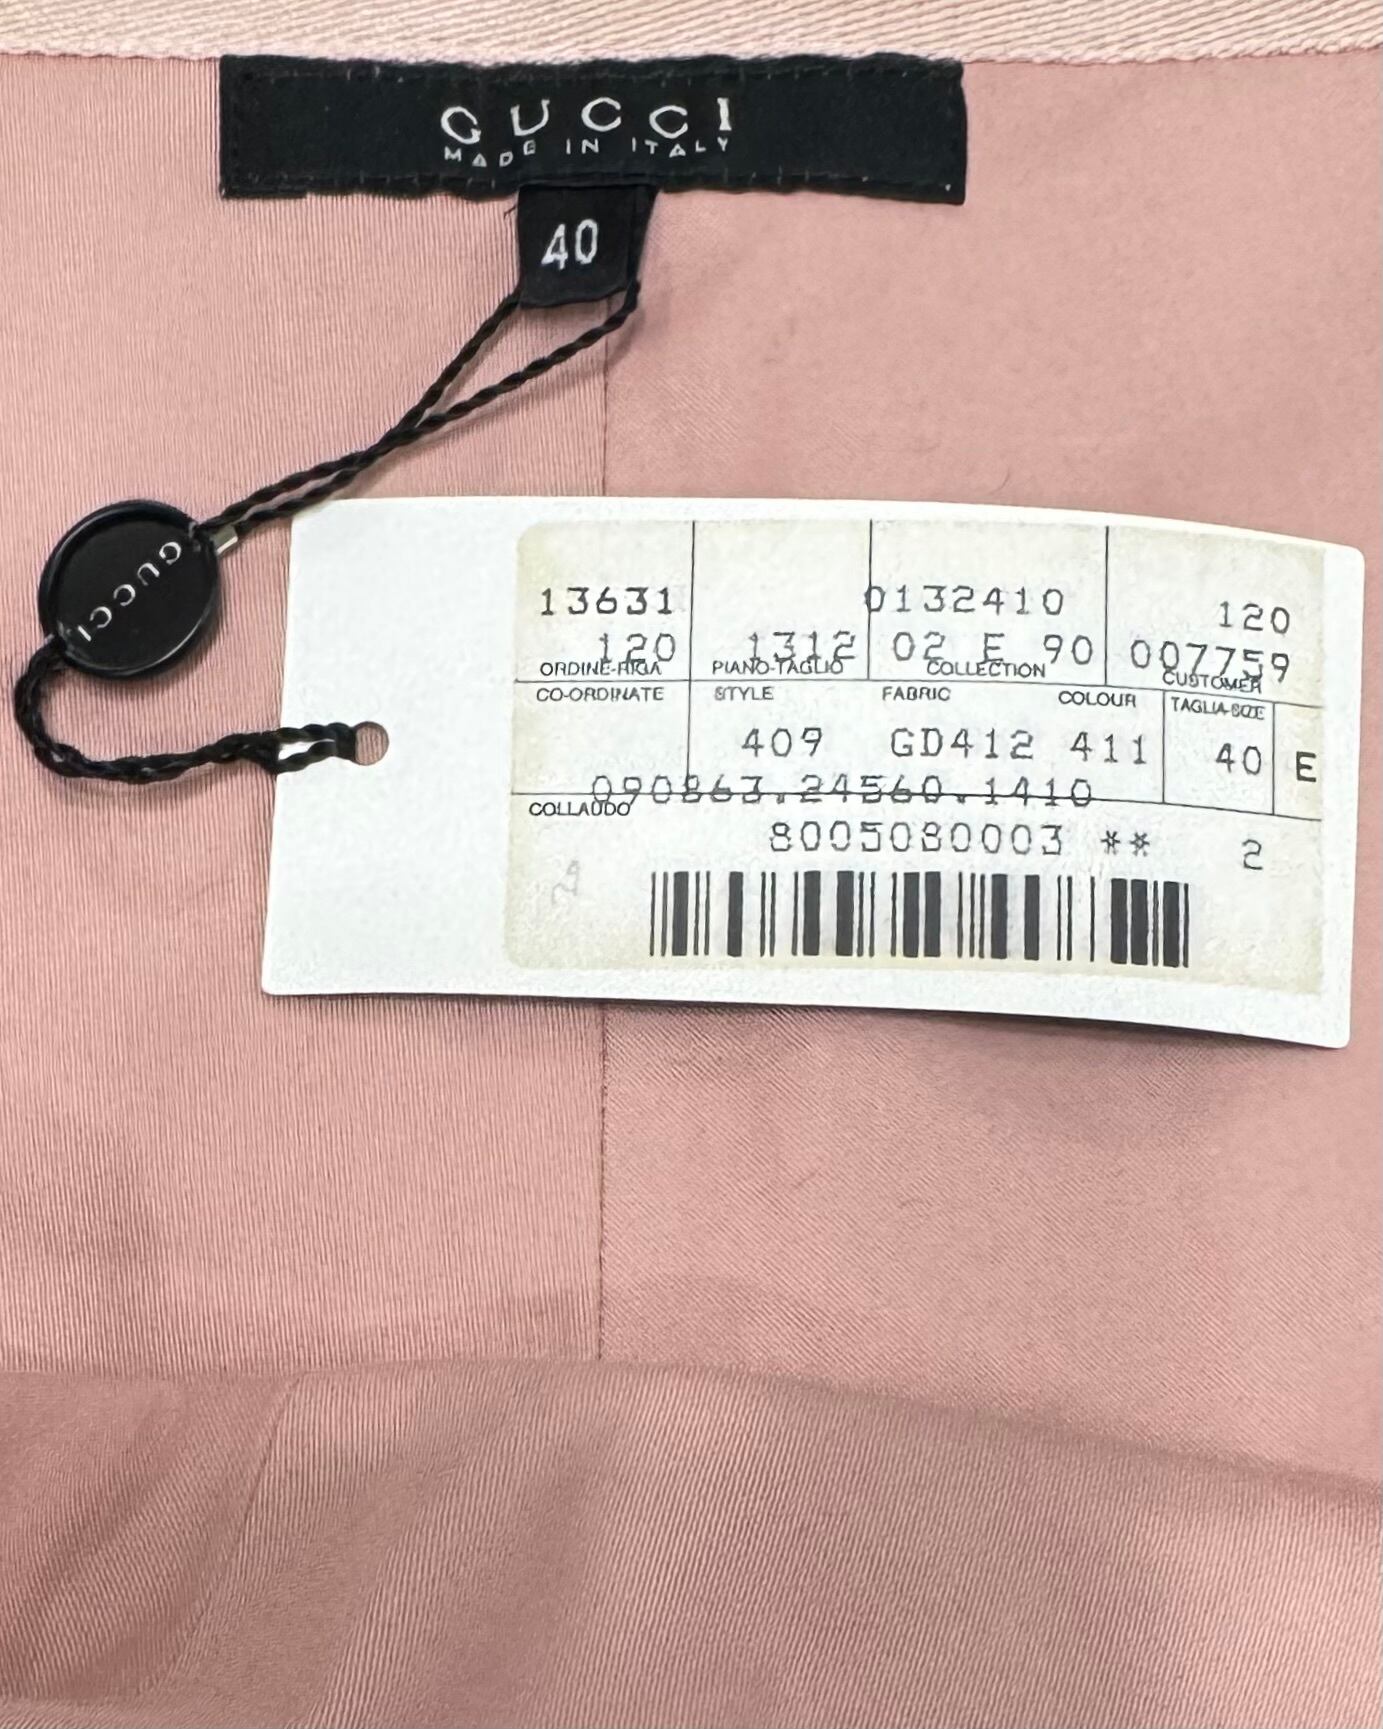 GUCCI
MADE IN ITALY
40
GUCCI
13631 0132410 120
120 1312 02 E 90 007759
ORDINE-RIGA PIANO-TAGLIO COLLECTION CUSTOMER
CO-ORDINATE STYLE FABRIC COLOUR TAGLIA-SIZE
409 GD412 411 40 E
090863.24560.1410
COLLAUDO
8005080003 ** 2